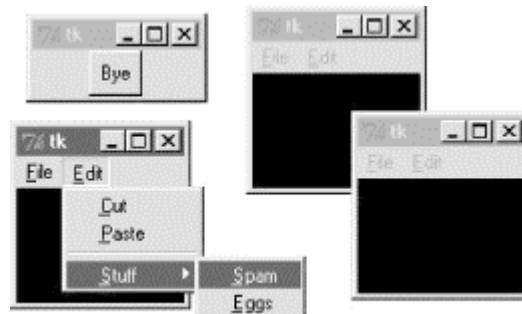 tk
Bye
tk
File Edit
tk
File Edit
Cut
Paste
Stuff
Spam
Eggs
tk
File Edit